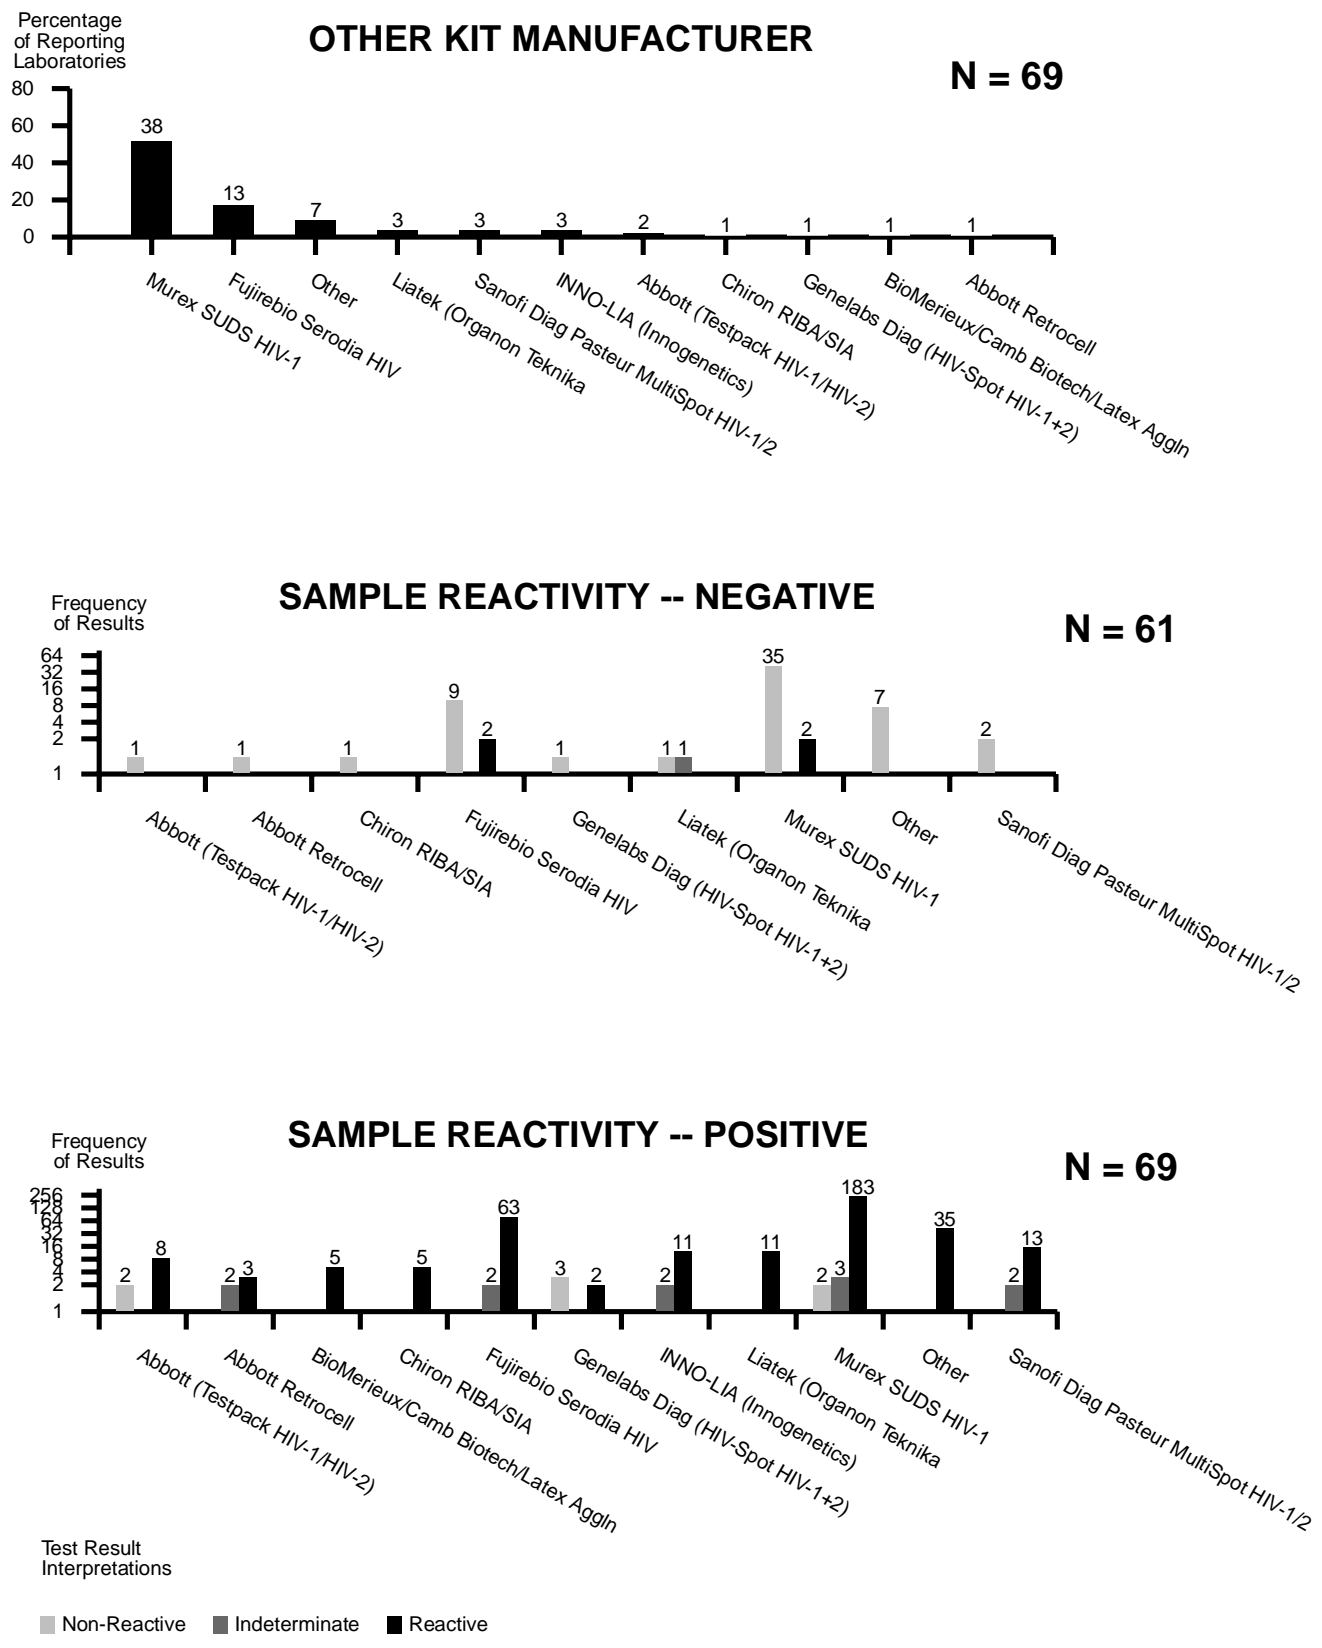 Percentage
of Reporting
Laboratories
OTHER KIT MANUFACTURER
N = 69
80
60
40
20
0
38
13
7
3
3
3
2
1
1
1
1
Murex SUDS HIV-1
Fujirebio Serodia HIV
Other
Liatek (Organon Teknika
Sanofi Diag Pasteur MultiSpot HIV-1/2
INNO-LIA (Innogenetics)
Abbott (Testpack HIV-1/HIV-2)
Chiron RIBA/SIA
Genelabs Diag (HIV-Spot HIV-1+2)
BioMerieux/Camb Biotech/Latex Aggln
Abbott Retrocell
Frequency
of Results
SAMPLE REACTIVITY -- NEGATIVE
N = 61
64
32
16
8
4
2
1
1
1
1
9
2
1
1
1
35
2
7
2
Abbott (Testpack HIV-1/HIV-2)
Abbott Retrocell
Chiron RIBA/SIA
Fujirebio Serodia HIV
Genelabs Diag (HIV-Spot HIV-1+2)
Liatek (Organon Teknika
Murex SUDS HIV-1
Other
Sanofi Diag Pasteur MultiSpot HIV-1/2
Frequency
of Results
SAMPLE REACTIVITY -- POSITIVE
N = 69
256
128
64
32
16
8
4
2
1
2
8
2
3
5
5
2
63
3
2
2
11
11
2
3
183
35
2
13
Abbott (Testpack HIV-1/HIV-2)
Abbott Retrocell
BioMerieux/Camb Biotech/Latex Aggln
Chiron RIBA/SIA
Fujirebio Serodia HIV
Genelabs Diag (HIV-Spot HIV-1+2)
INNO-LIA (Innogenetics)
Liatek (Organon Teknika
Murex SUDS HIV-1
Other
Sanofi Diag Pasteur MultiSpot HIV-1/2
Test Result
Interpretations
Non-Reactive
Indeterminate
Reactive